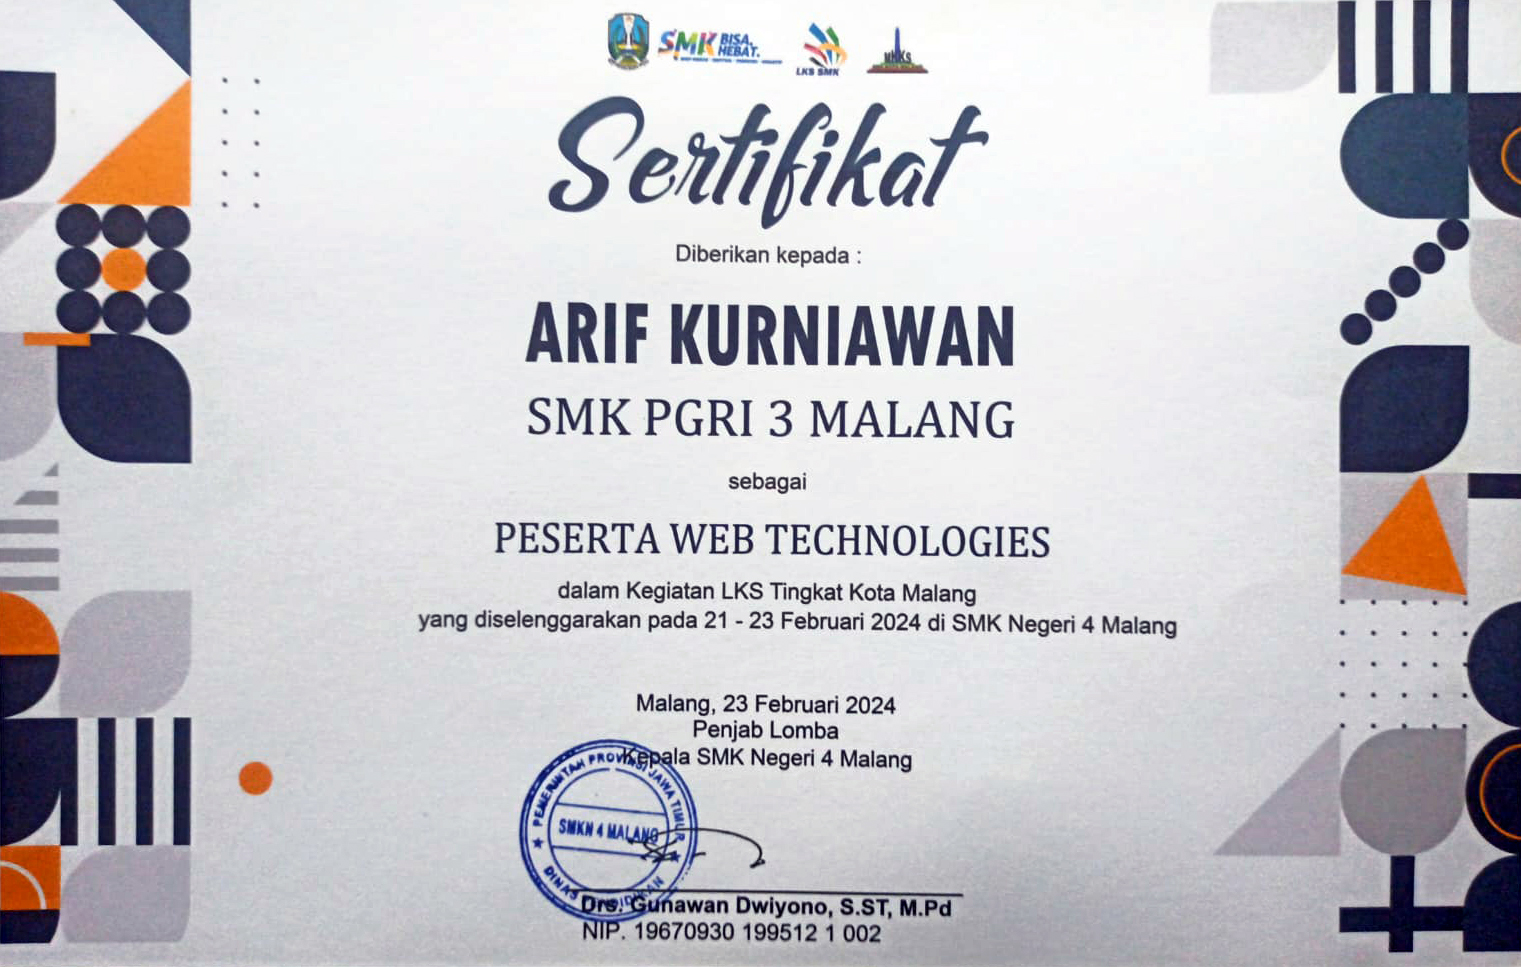 SMK BISA. HEBAT.
LKS SMK
MKKS
Sertifikat
Diberikan kepada :
ARIF KURNIAWAN
SMK PGRI 3 MALANG
sebagai
PESERTA WEB TECHNOLOGIES
dalam Kegiatan LKS Tingkat Kota Malang
yang diselenggarakan pada 21 - 23 Februari 2024 di SMK Negeri 4 Malang
Malang, 23 Februari 2024
Penjab Lomba
Kepala SMK Negeri 4 Malang
PEMERINTAH PROVINSI JAWA TIMUR
SMKN 4 MALANG
DINAS PENDIDIKAN
Drs. Gunawan Dwiyono, S.ST, M.Pd
NIP. 19670930 199512 1 002